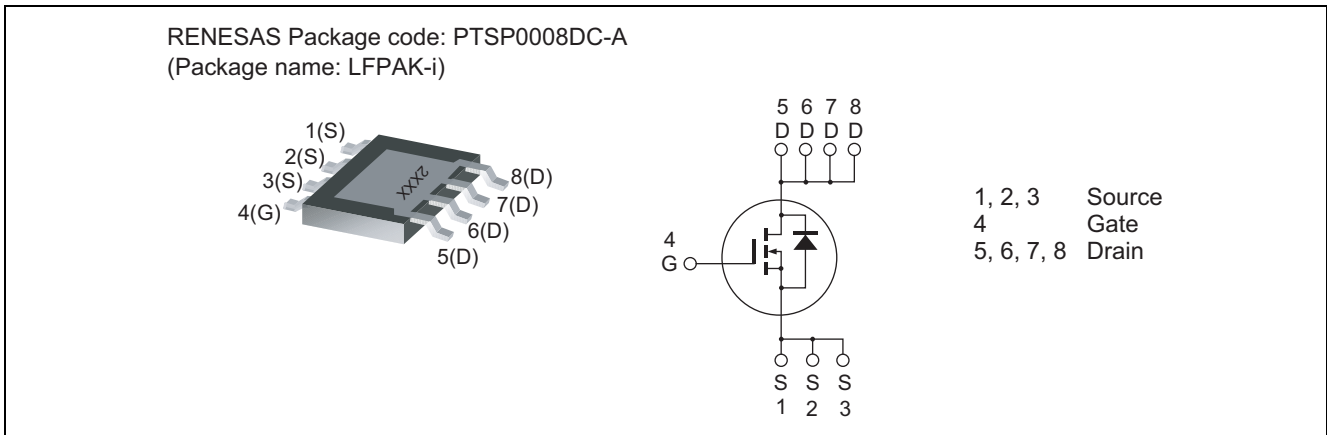 RENESAS Package code: PTSP0008DC-A
(Package name: LFPAK-i)
1(S)
2(S)
3(S)
4(G)
2XXX
8(D)
7(D)
6(D)
5(D)
5 6 7 8
D D D D
4
G
S S S
1 2 3
1, 2, 3 Source
4 Gate
5, 6, 7, 8 Drain